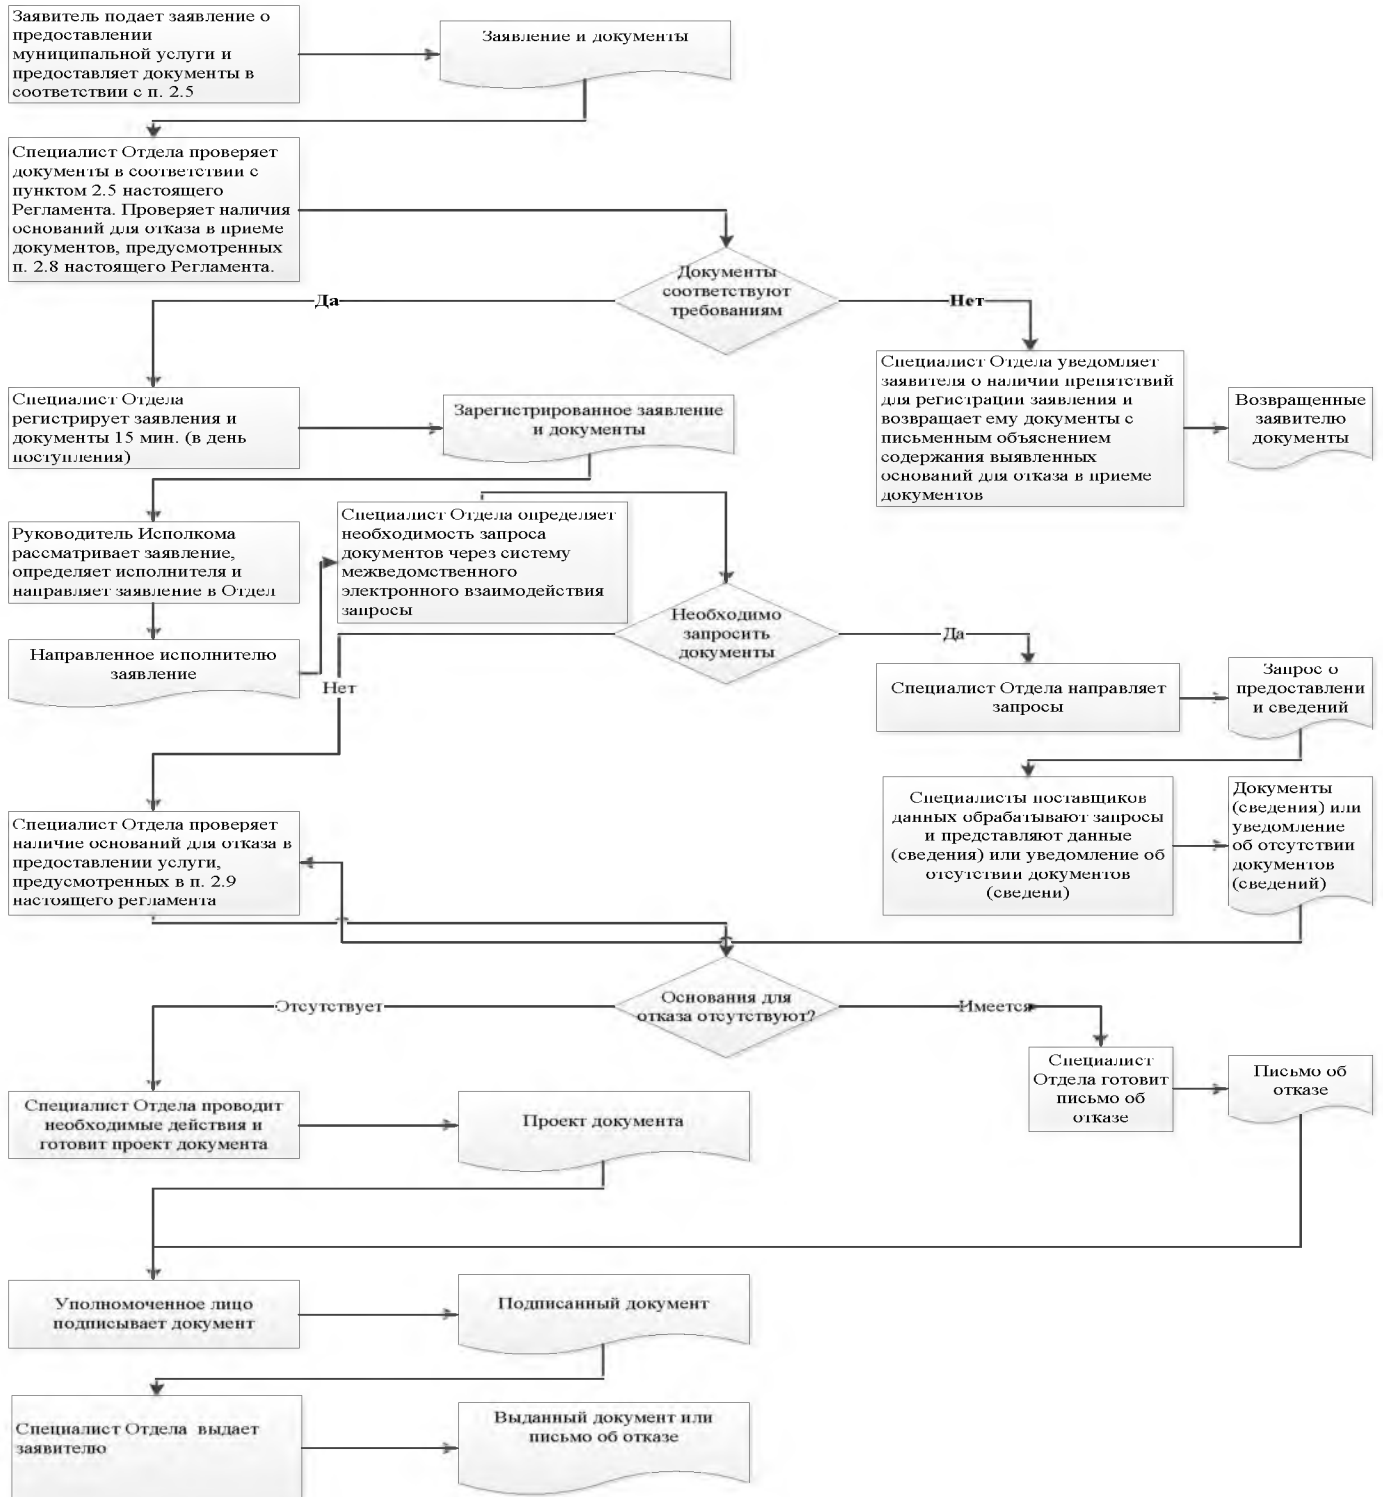 Заявитель подает заявление о
предоставлении
муниципальной услуги и
предоставляет документы в
соответствии с п. 2.5
Заявление и документы
Специалист Отдела проверяет
документы в соответствии с
пунктом 2.5 настоящего
Регламента. Проверяет наличия
оснований для отказа в приеме
документов, предусмотренных
п. 2.8 настоящего Регламента.
Документы
соответствуют
требованиям
Да
Нет
Специалист Отдела
регистрирует заявления и
документы 15 мин. (в день
поступления)
Зарегистрированное заявление
и документы
Специалист Отдела уведомляет
заявителя о наличии препятствий
для регистрации заявления и
возвращает ему документы с
письменным объяснением
содержания выявленных
оснований для отказа в приеме
документов
Возвращенные
заявителю
документы
Руководитель Исполкома
рассматривает заявление,
определяет исполнителя и
направляет заявление в Отдел
Специалист Отдела определяет
необходимость запроса
документов через систему
межведомственного
электронного взаимодействия
запросы
Направленное исполнителю
заявление
Необходимо
запросить
документы
Нет
Да
Специалист Отдела направляет
запросы
Запрос о
предоставлени
и сведений
Специалисты поставщиков
данных обрабатывают запросы
и представляют данные
(сведения) или уведомление об
отсутствии документов
(сведени)
Документы
(сведения) или
уведомление
об отсутствии
документов
(сведений)
Специалист Отдела проверяет
наличие оснований для отказа в
предоставлении услуги,
предусмотренных в п. 2.9
настоящего регламента
Основания для
отказа отсутствуют?
Отсутствует
Имеется
Специалист
Отдела готовит
письмо об
отказе
Письмо об
отказе
Специалист Отдела проводит
необходимые действия и
готовит проект документа
Проект документа
Уполномоченное лицо
подписывает документ
Подписанный документ
Специалист Отдела выдает
заявителю
Выданный документ или
письмо об отказе